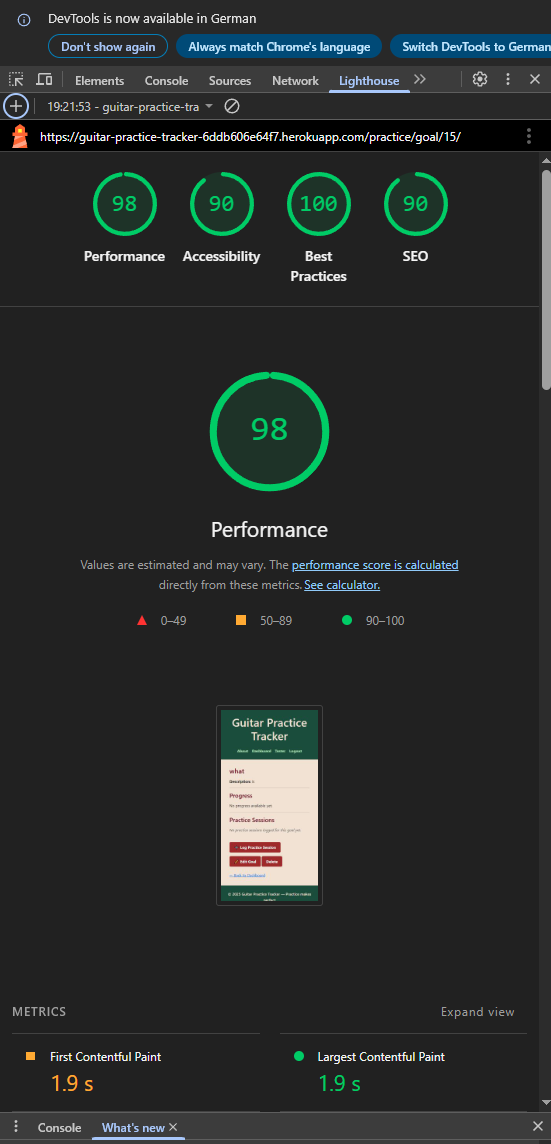 DevTools is now available in German
Don't show again
Always match Chrome's language
Switch DevTools to German
Elements
Console
Sources
Network
Lighthouse
19:21:53 - guitar-practice-tra
https://guitar-practice-tracker-6ddb606e64f7.herokuapp.com/practice/goal/15/
98
90
100
90
Performance
Accessibility
Best
Practices
SEO
98
Performance
Values are estimated and may vary. The performance score is calculated
directly from these metrics. See calculator.
0–49
50–89
90–100
Guitar Practice
Tracker
About Dashboard Tuner Logout
what
Description:
Progress
No progress available yet.
Practice Sessions
No practice sessions logged for this goal yet.
Log Practice Session
Edit Goal
Delete
Back to Dashboard
© 2025 Guitar Practice Tracker — Practice makes
METRICS
Expand view
First Contentful Paint
1.9 s
Largest Contentful Paint
1.9 s
Console
What's new